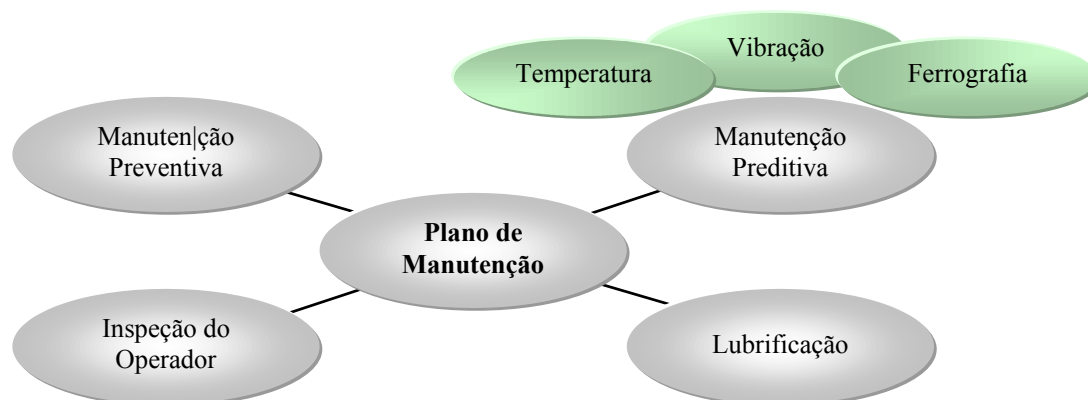 Vibração
Temperatura
Ferrografia
Manuten|ção
Preventiva
Manutenção
Preditiva
Plano de
Manutenção
Inspeção do
Operador
Lubrificação